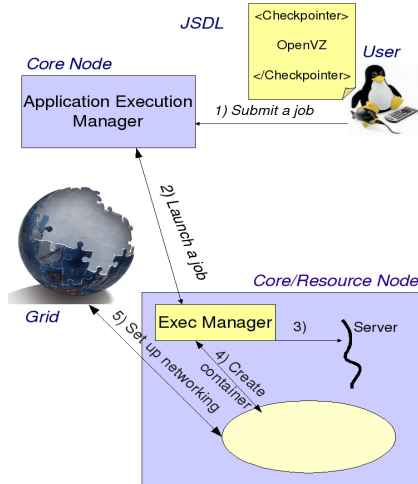 JSDL
<Checkpointer>
OpenVZ
</Checkpointer>
User
Core Node
Application Execution
Manager
1) Submit a job
2) Launch a job
Grid
Core/Resource Node
Exec Manager
3)
Server
4) Create
container
5) Set up networking